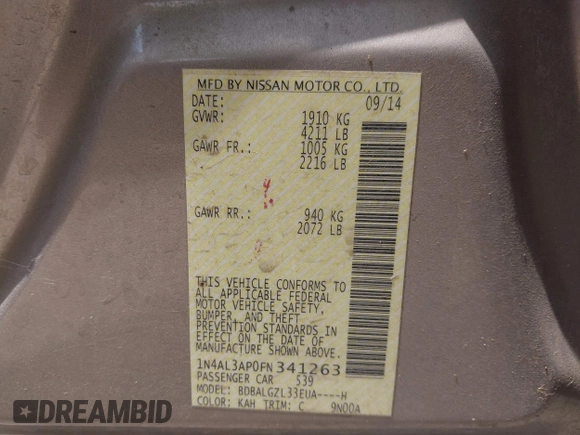 MFD BY NISSAN MOTOR CO., LTD.
DATE: 09/14
GVWR: 1910 KG
4211 LB
GAWR FR.: 1005 KG
2216 LB
GAWR RR.: 940 KG
2072 LB
THIS VEHICLE CONFORMS TO
ALL APPLICABLE FEDERAL
MOTOR VEHICLE SAFETY,
BUMPER, AND THEFT
PREVENTION STANDARDS IN
EFFECT ON THE DATE OF
MANUFACTURE SHOWN ABOVE.
1N4AL3AP0FN341263
PASSENGER CAR 539
MODEL: BDBALGZL33EUA----H
COLOR: KAH TRIM: C 9N00A
DREAMBID
DREAMBID